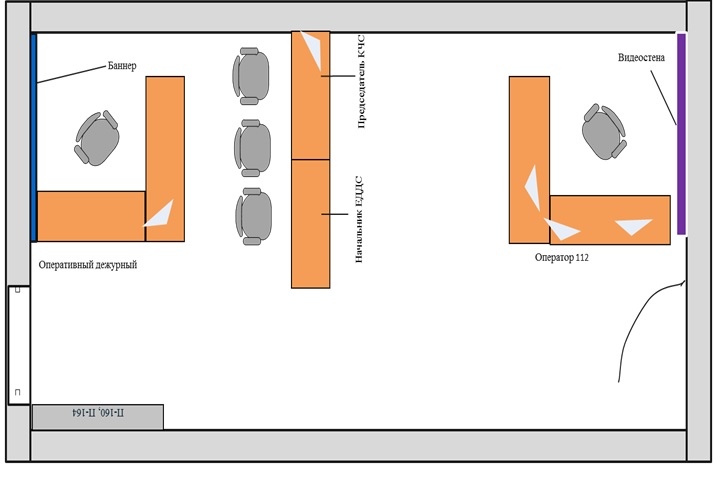 Баннер
Председатель КЧС
Видеостена
Начальник ЕДДС
Оперативный дежурный
Оператор 112
П-160, П-164